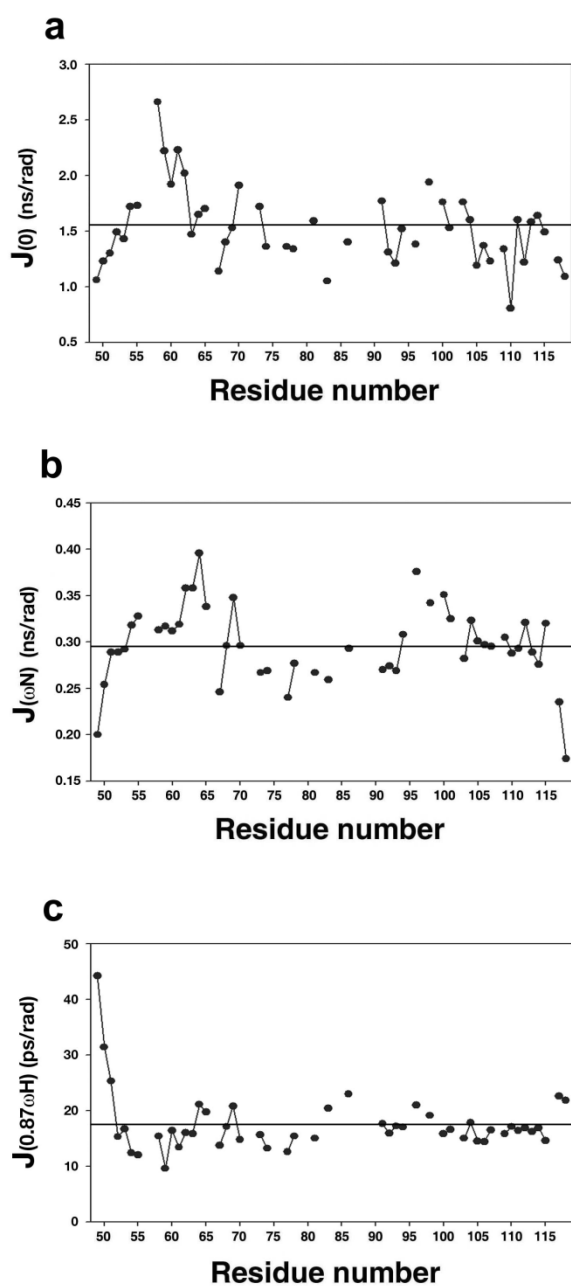 a
J(0) (ns/rad)
3.0
2.5
2.0
1.5
1.0
0.5
50 55 60 65 70 75 80 85 90 95 100 105 110 115
Residue number
b
J(ωN) (ns/rad)
0.45
0.40
0.35
0.30
0.25
0.20
0.15
50 55 60 65 70 75 80 85 90 95 100 105 110 115
Residue number
c
J(0.87ωH) (ps/rad)
50
40
30
20
10
0
50 55 60 65 70 75 80 85 90 95 100 105 110 115
Residue number